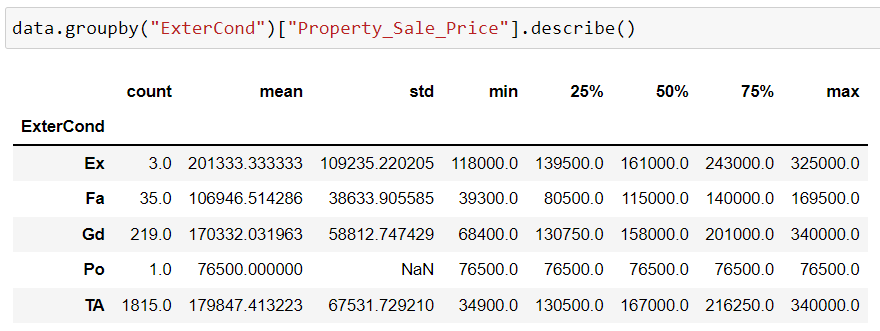 data.groupby("ExterCond")["Property_Sale_Price"].describe()
count mean std min 25% 50% 75% max
ExterCond
Ex 3.0 201333.333333 109235.220205 118000.0 139500.0 161000.0 243000.0 325000.0
Fa 35.0 106946.514286 38633.905585 39300.0 80500.0 115000.0 140000.0 169500.0
Gd 219.0 170332.031963 58812.747429 68400.0 130750.0 158000.0 201000.0 340000.0
Po 1.0 76500.000000 NaN 76500.0 76500.0 76500.0 76500.0 76500.0
TA 1815.0 179847.413223 67531.729210 34900.0 130500.0 167000.0 216250.0 340000.0